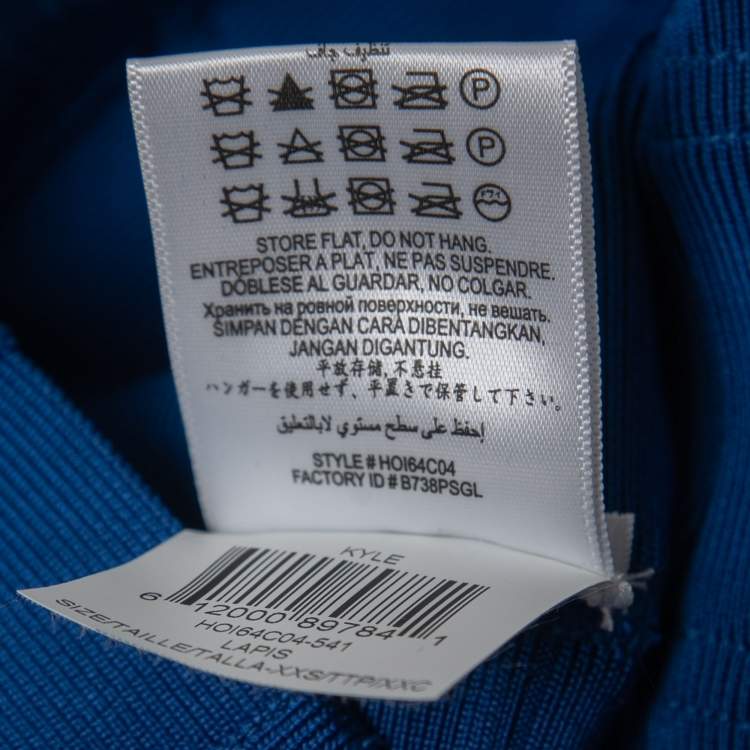 تنظيف جاف
P
P
ドライ
STORE FLAT, DO NOT HANG.
ENTREPOSER A PLAT, NE PAS SUSPENDRE.
DÓBLESE AL GUARDAR, NO COLGAR.
Хранить на ровной поверхности, не вешать.
SIMPAN DENGAN CARA DIBENTANGKAN,
JANGAN DIGANTUNG.
平放存储, 不悬挂
ハンガーを使用せず、平置きで保管して下さい。
إحفظ على سطح مستوي لابالتعليق
STYLE # HOI64C04
FACTORY ID # B738PSGL
KYLE
6 12000 89784 1
HOI64C04-541
LAPIS
SIZE/TAILLE/TALLA-XXS/TTP/XXC